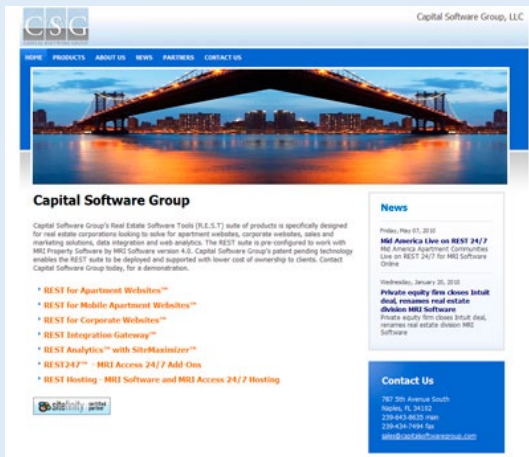 CSG
CAPITAL SOFTWARE GROUP
Capital Software Group, LLC
HOME PRODUCTS ABOUT US NEWS PARTNERS CONTACT US
Capital Software Group
Capital Software Group's Real Estate Software Tools (R.E.S.T) suite of products is specifically designed
for real estate corporations looking to solve for apartment websites, corporate websites, sales and
marketing solutions, data integration and web analytics. The REST suite is pre-configured to work with
MRI Property Software by MRI Software version 4.0. Capital Software Group's patent pending technology
enables the REST suite to be deployed and supported with lower cost of ownership to clients. Contact
Capital Software Group today, for a demonstration.
REST for Apartment Websites™
REST for Mobile Apartment Websites™
REST for Corporate Websites™
REST Integration Gateway™
REST Analytics™ with SiteMaximizer™
REST247™ - MRI Access 24/7 Add-Ons
REST Hosting - MRI Software and MRI Access 24/7 Hosting
sitefinity certified partner
News
Friday, May 07, 2010
Mid America Live on REST 24/7
Mid America Apartment Communities
Live on REST 24/7 for MRI Software
Online
Wednesday, January 20, 2010
Private equity firm closes Intuit
deal, renames real estate
division MRI Software
Private equity firm closes Intuit deal,
renames real estate division MRI
Software
Contact Us
787 5th Avenue South
Naples, FL 34102
239-643-8635 main
239-434-7494 fax
sales@capitalsoftwaregroup.com